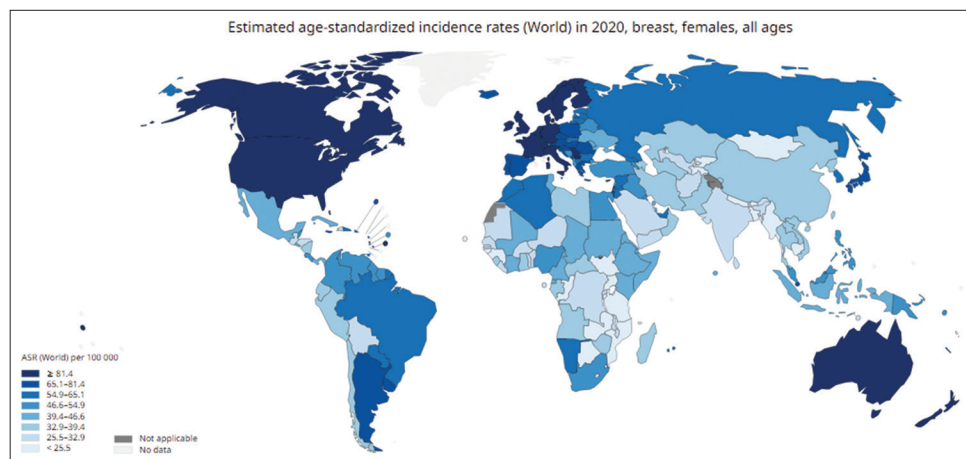 Estimated age-standardized incidence rates (World) in 2020, breast, females, all ages
ASR (World) per 100 000
≥ 81.4
65.1–81.4
54.9–65.1
46.6–54.9
39.4–46.6
32.9–39.4
25.5–32.9
< 25.5
Not applicable
No data